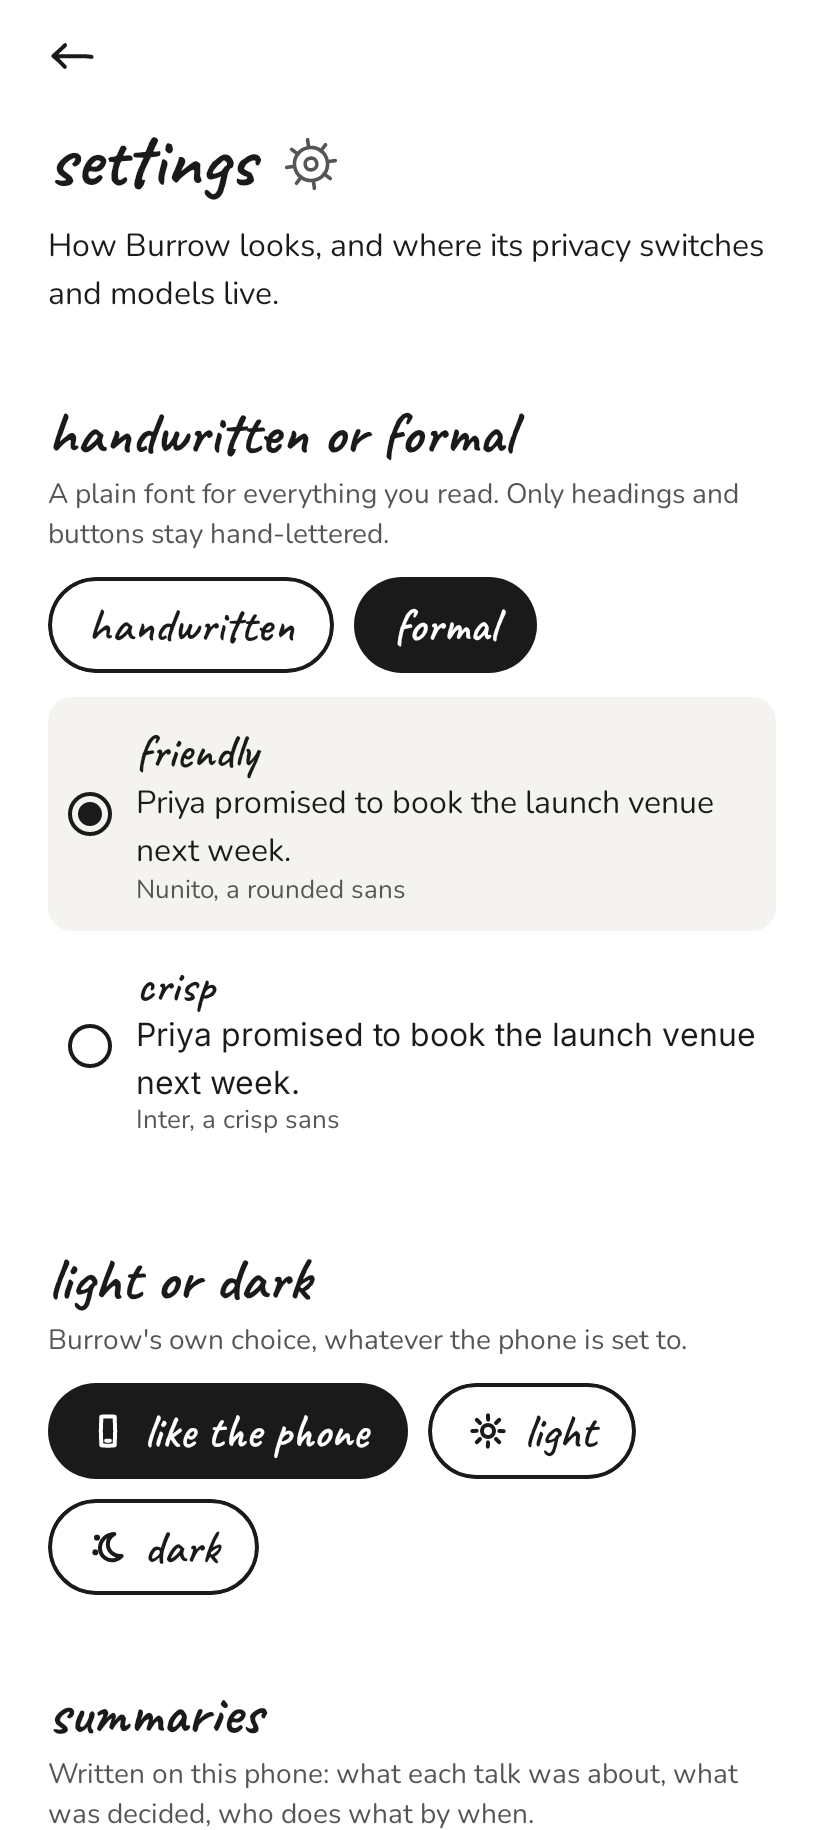 settings
How Burrow looks, and where its privacy switches
and models live.
handwritten or formal
A plain font for everything you read. Only headings and
buttons stay hand-lettered.
handwritten formal
friendly
Priya promised to book the launch venue
next week.
Nunito, a rounded sans
crisp
Priya promised to book the launch venue
next week.
Inter, a crisp sans
light or dark
Burrow's own choice, whatever the phone is set to.
like the phone light
dark
summaries
Written on this phone: what each talk was about, what
was decided, who does what by when.